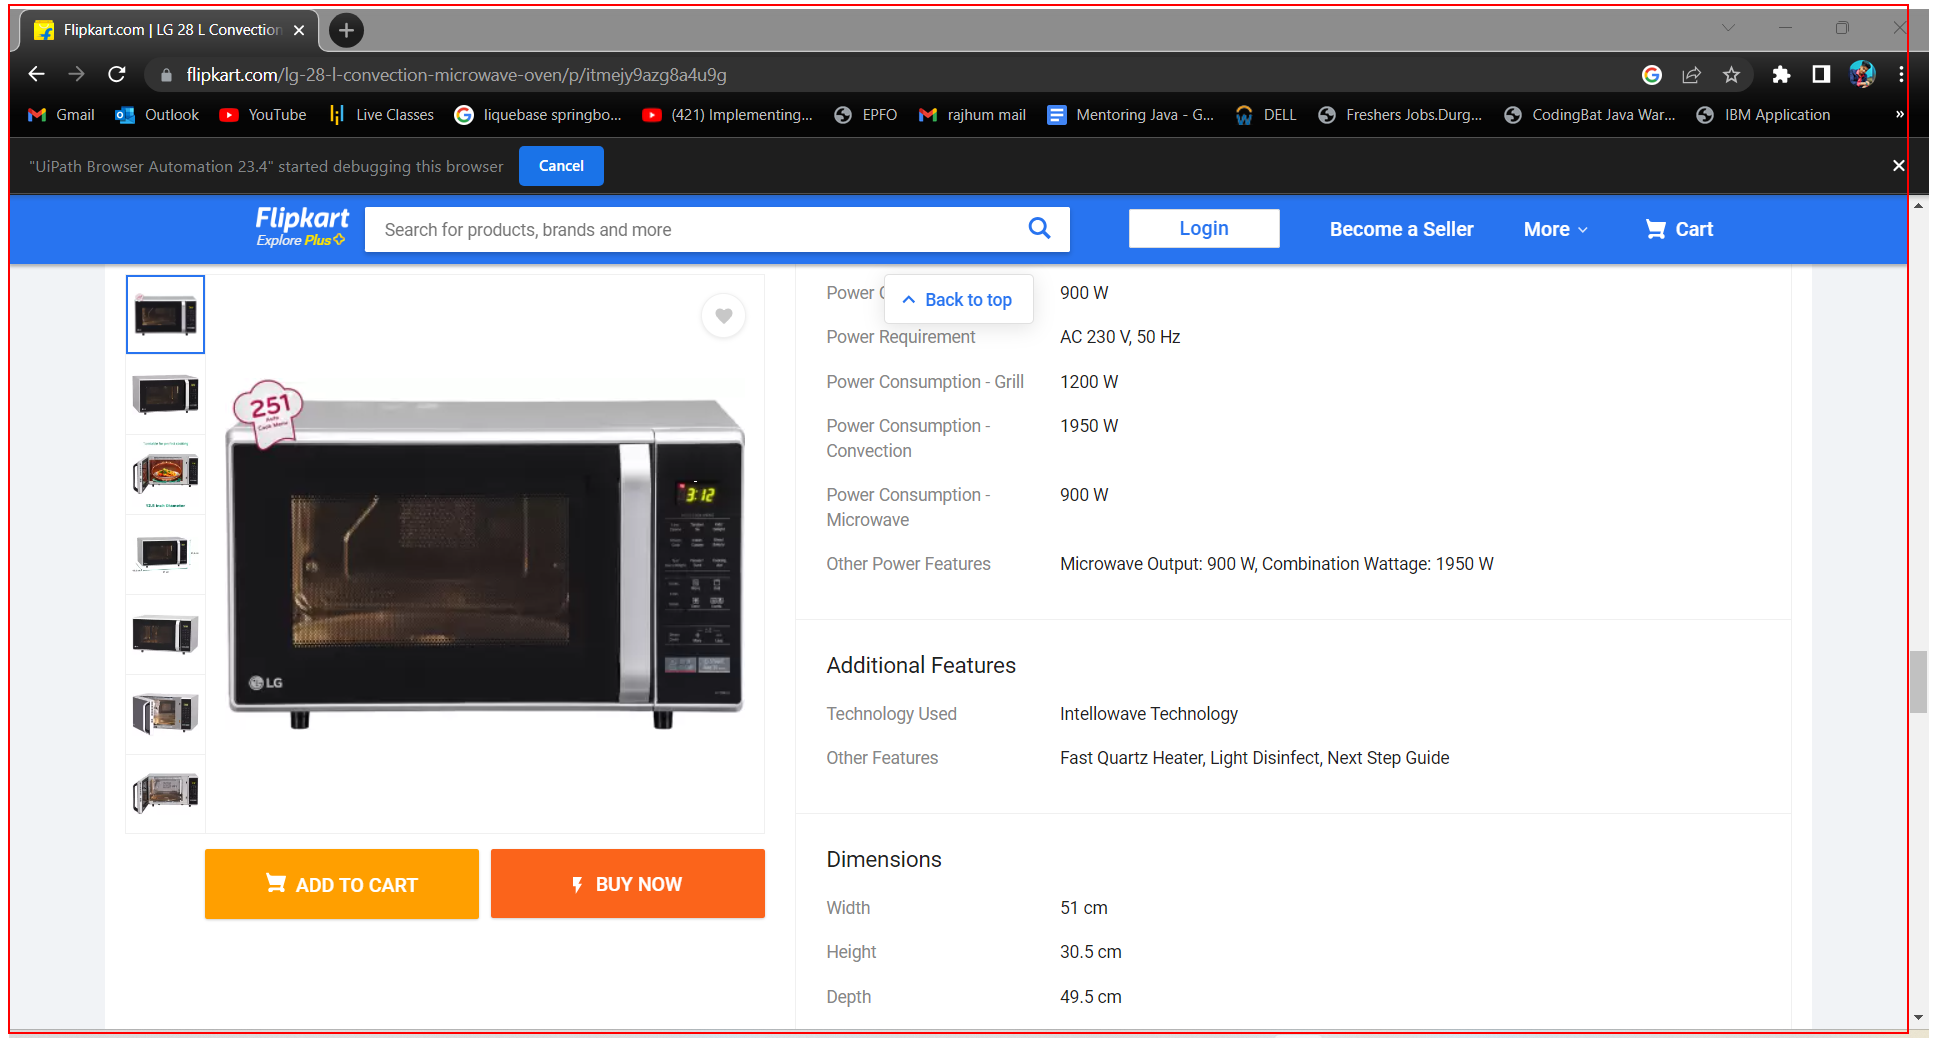 Flipkart.com | LG 28 L Convection
flipkart.com/lg-28-l-convection-microwave-oven/p/itmejy9azg8a4u9g
Gmail Outlook YouTube Live Classes liquebase springbo... (421) Implementing... EPFO rajhum mail Mentoring Java - G... DELL Freshers Jobs.Durg... CodingBat Java War... IBM Application »
"UiPath Browser Automation 23.4" started debugging this browser Cancel
Flipkart
Explore Plus
Search for products, brands and more
Login Become a Seller More Cart
Back to top
251
Auto
Cook Menu
3:12
LG
ADD TO CART BUY NOW
Power 900 W
Power Requirement AC 230 V, 50 Hz
Power Consumption - Grill 1200 W
Power Consumption - 1950 W
Convection
Power Consumption - 900 W
Microwave
Other Power Features Microwave Output: 900 W, Combination Wattage: 1950 W
Additional Features
Technology Used Intellowave Technology
Other Features Fast Quartz Heater, Light Disinfect, Next Step Guide
Dimensions
Width 51 cm
Height 30.5 cm
Depth 49.5 cm